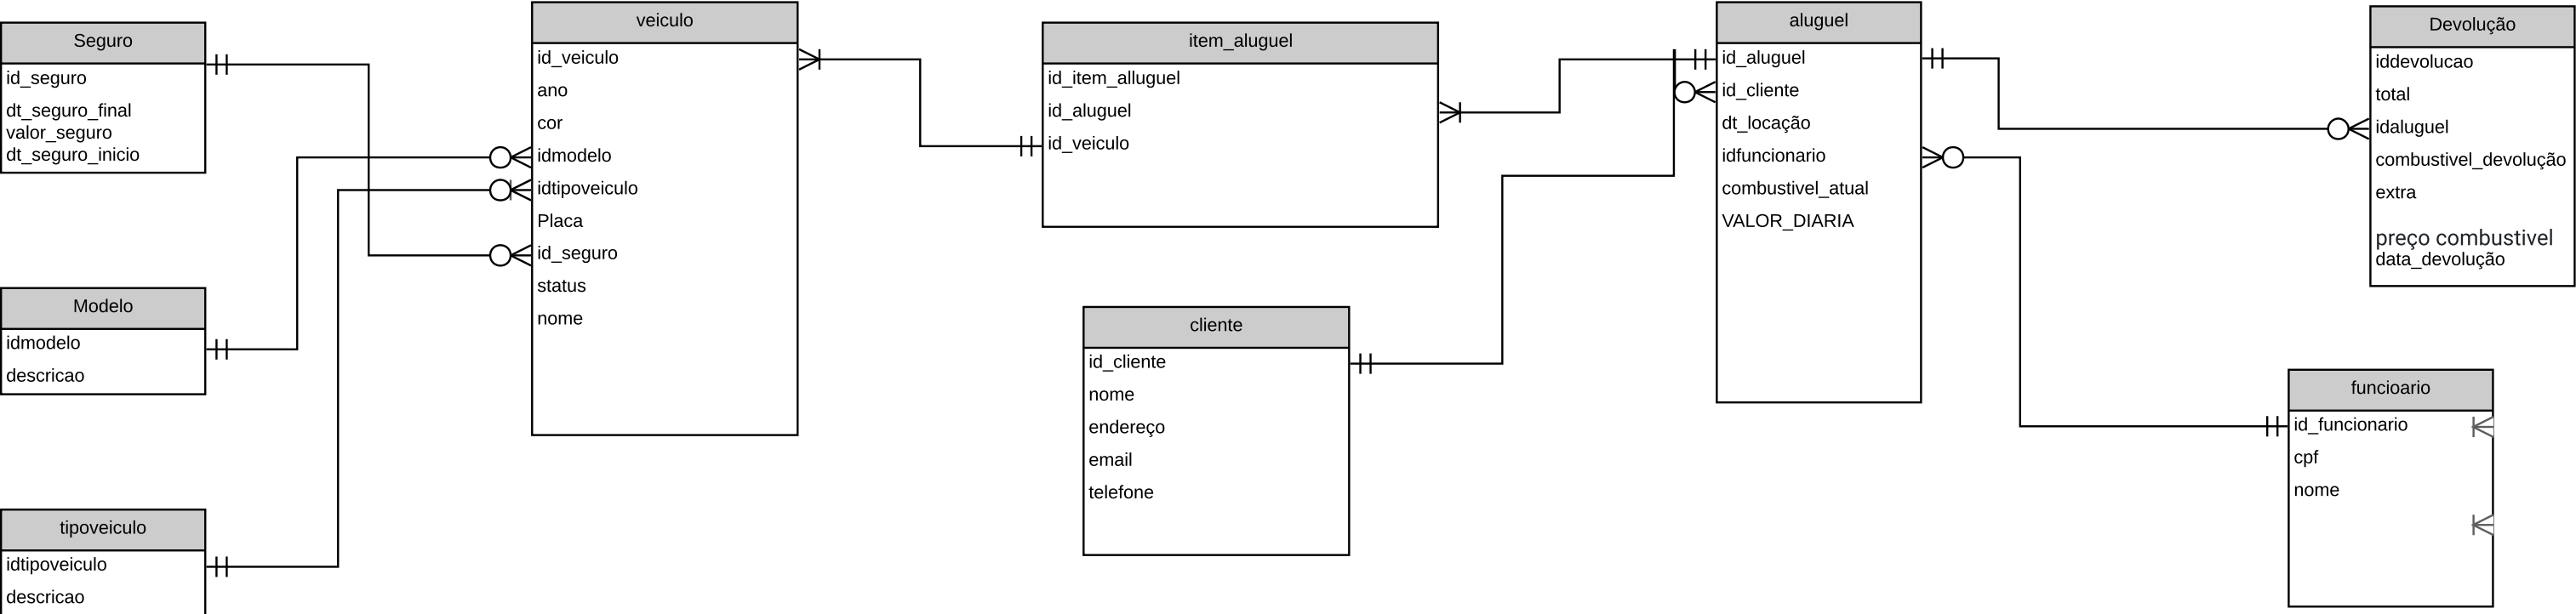 Seguro
id_seguro
dt_seguro_final
valor_seguro
dt_seguro_inicio
Modelo
idmodelo
descricao
tipoveiculo
idtipoveiculo
descricao
veiculo
id_veiculo
ano
cor
idmodelo
idtipoveiculo
Placa
id_seguro
status
nome
item_aluguel
id_item_alluguel
id_aluguel
id_veiculo
cliente
id_cliente
nome
endereço
email
telefone
aluguel
id_aluguel
id_cliente
dt_locação
idfuncionario
combustivel_atual
VALOR_DIARIA
Devolução
iddevolucao
total
idaluguel
combustivel_devolução
extra
preço combustivel
data_devolução
funcioario
id_funcionario
cpf
nome